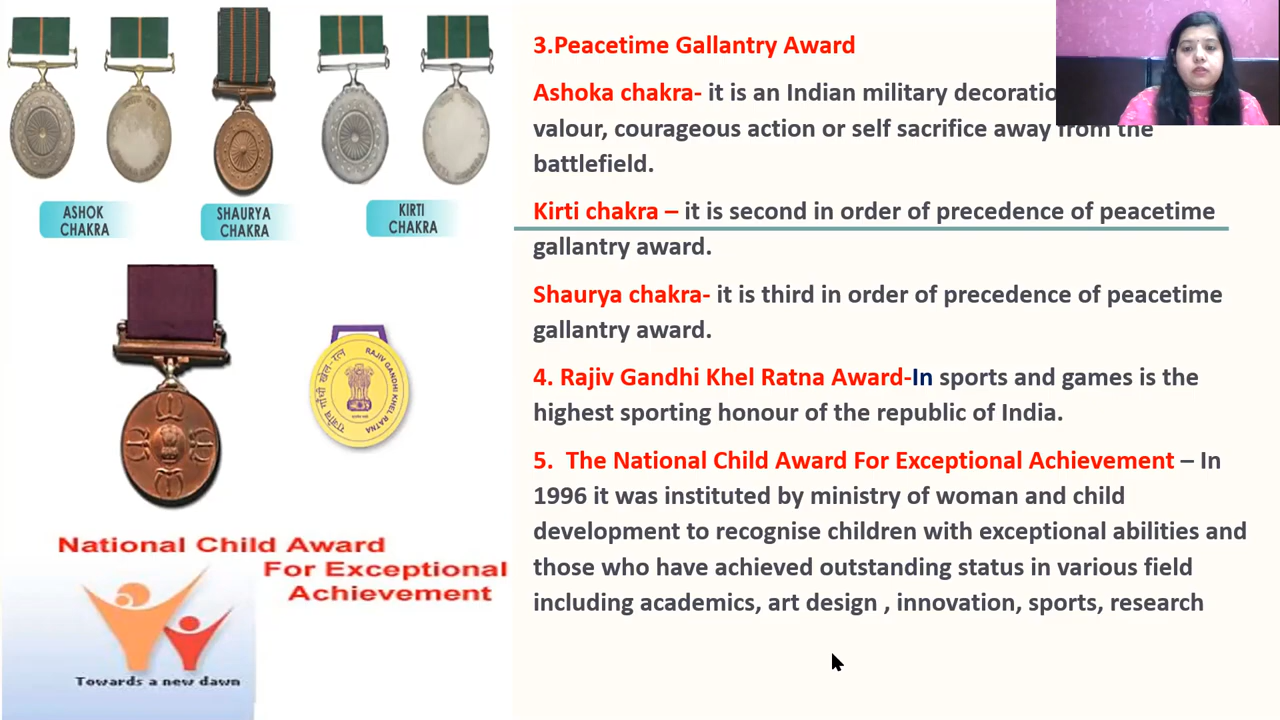 3.Peacetime Gallantry Award
Ashoka chakra- it is an Indian military
valour, courageous action or self sacrifice away from the
battlefield.
Kirti chakra – it is second in order of precedence of peacetime
gallantry award.
Shaurya chakra- it is third in order of precedence of peacetime
gallantry award.
4. Rajiv Gandhi Khel Ratna Award-In sports and games is the
highest sporting honour of the republic of India.
5. The National Child Award For Exceptional Achievement – In
1996 it was instituted by ministry of woman and child
development to recognise children with exceptional abilities and
those who have achieved outstanding status in various field
including academics, art design , innovation, sports, research
ASHOK
CHAKRA
SHAURYA
CHAKRA
KIRTI
CHAKRA
राजीव गाँधी खेल-रत्न
RAJIV GANDHI KHEL RATNA
National Child Award
For Exceptional
Achievement
Towards a new dawn